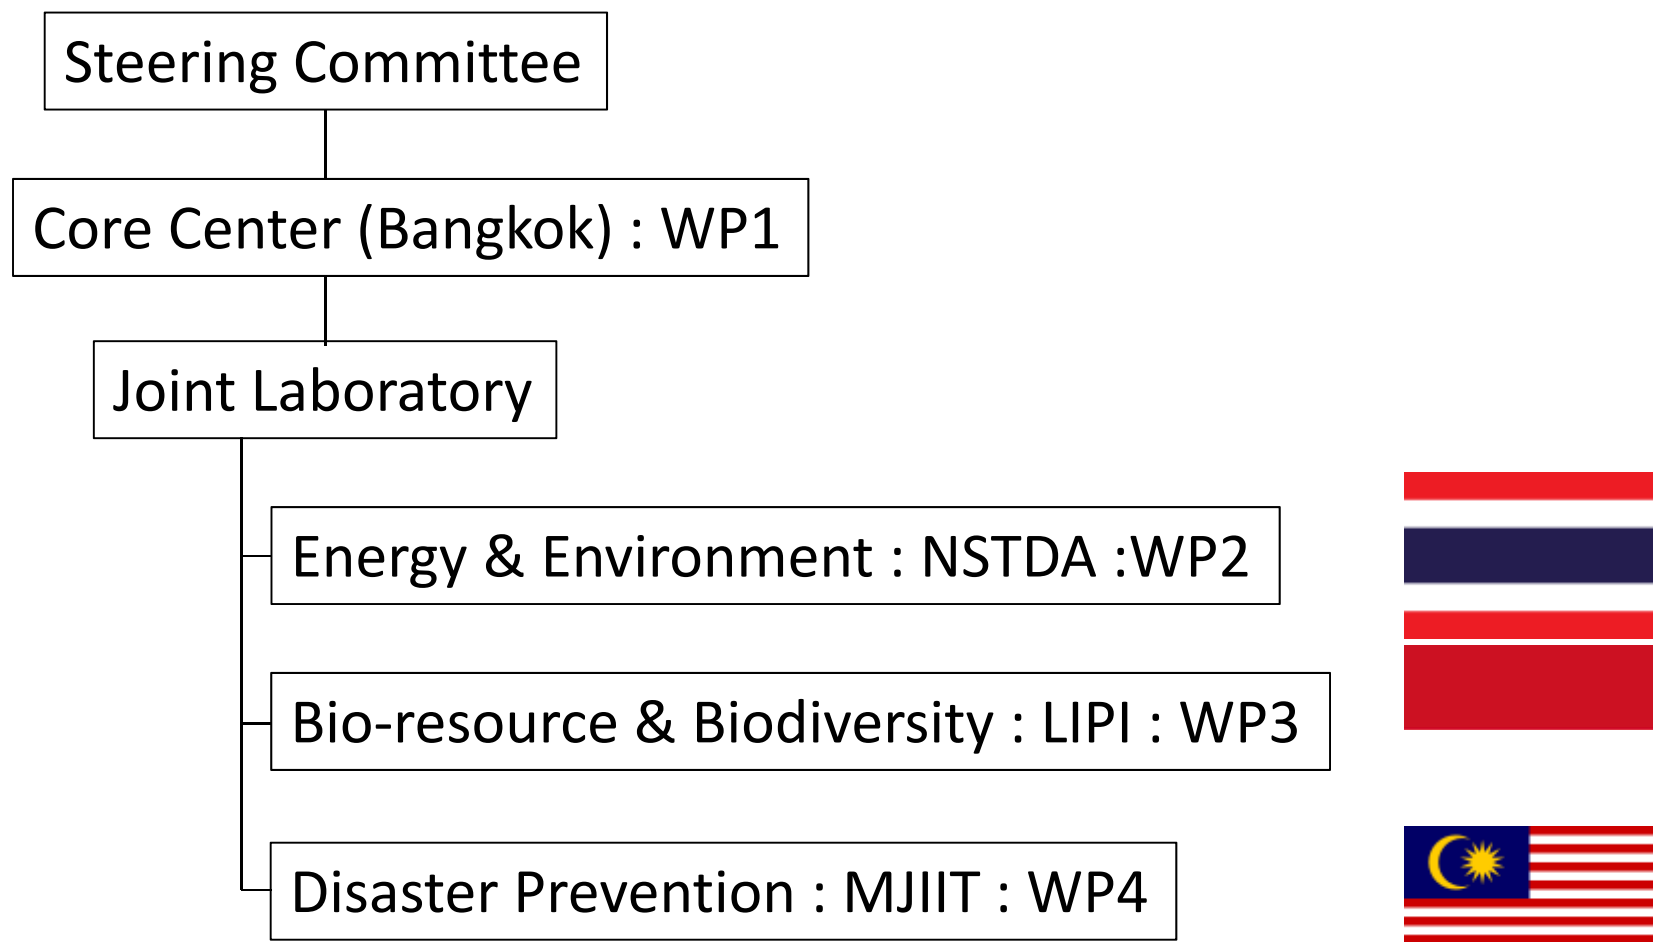 Steering Committee
Core Center (Bangkok) : WP1
Joint Laboratory
Energy & Environment : NSTDA :WP2
Bio-resource & Biodiversity : LIPI : WP3
Disaster Prevention : MJIIT : WP4